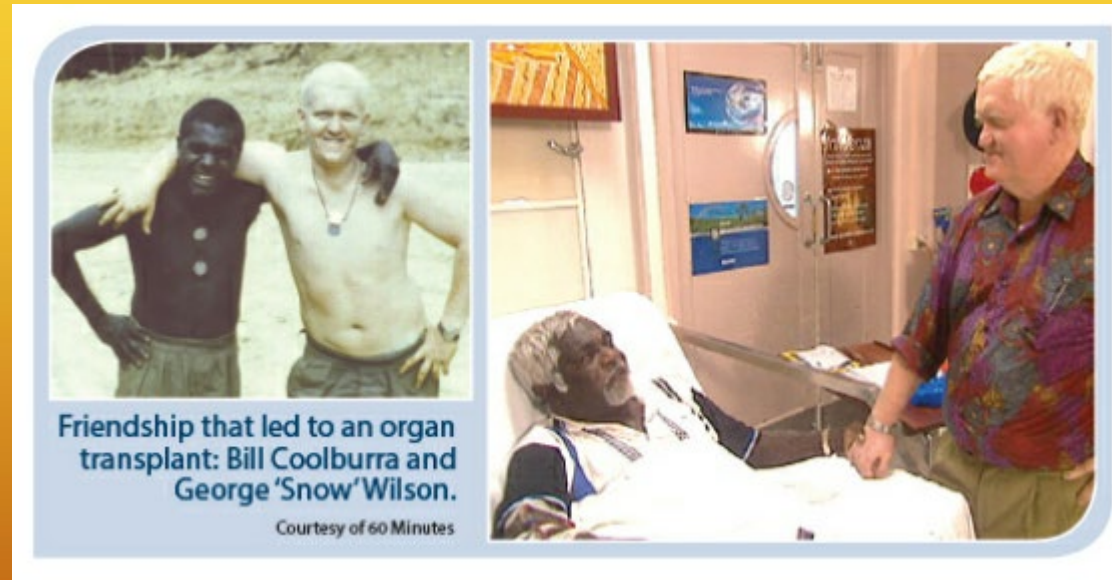 Friendship that led to an organ
transplant: Bill Coolburra and
George ‘Snow’ Wilson.
Courtesy of 60 Minutes